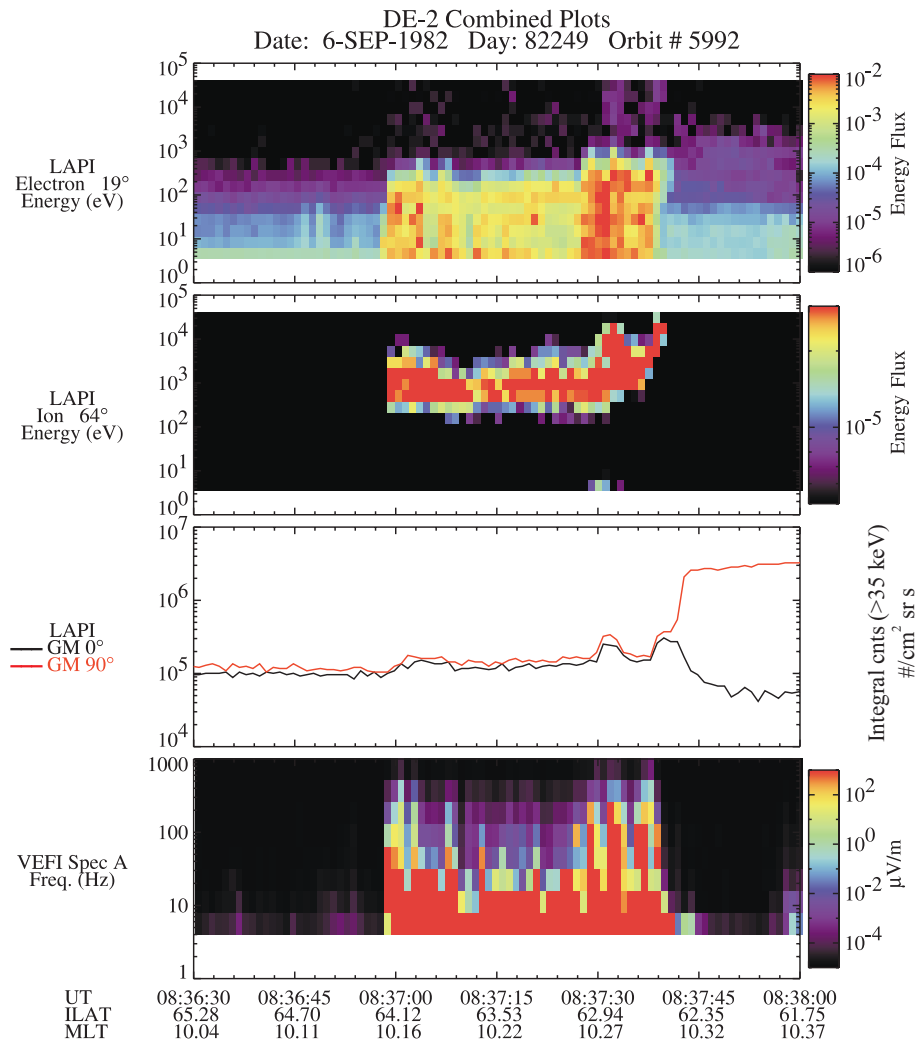 DE-2 Combined Plots
Date: 6-SEP-1982 Day: 82249 Orbit # 5992
10^5
10^4
10^3
10^2
10^1
10^0
LAPI
Electron 19°
Energy (eV)
10^-2
10^-3
10^-4
10^-5
10^-6
Energy Flux
10^5
10^4
10^3
10^2
10^1
10^0
LAPI
Ion 64°
Energy (eV)
10^-5
Energy Flux
10^7
10^6
10^5
10^4
LAPI
GM 0°
GM 90°
Integral cnts (>35 keV)
#/cm^2 sr s
1000
100
10
1
VEFI Spec A
Freq. (Hz)
10^2
10^0
10^-2
10^-4
μV/m
UT 08:36:30 08:36:45 08:37:00 08:37:15 08:37:30 08:37:45 08:38:00
ILAT 65.28 64.70 64.12 63.53 62.94 62.35 61.75
MLT 10.04 10.11 10.16 10.22 10.27 10.32 10.37